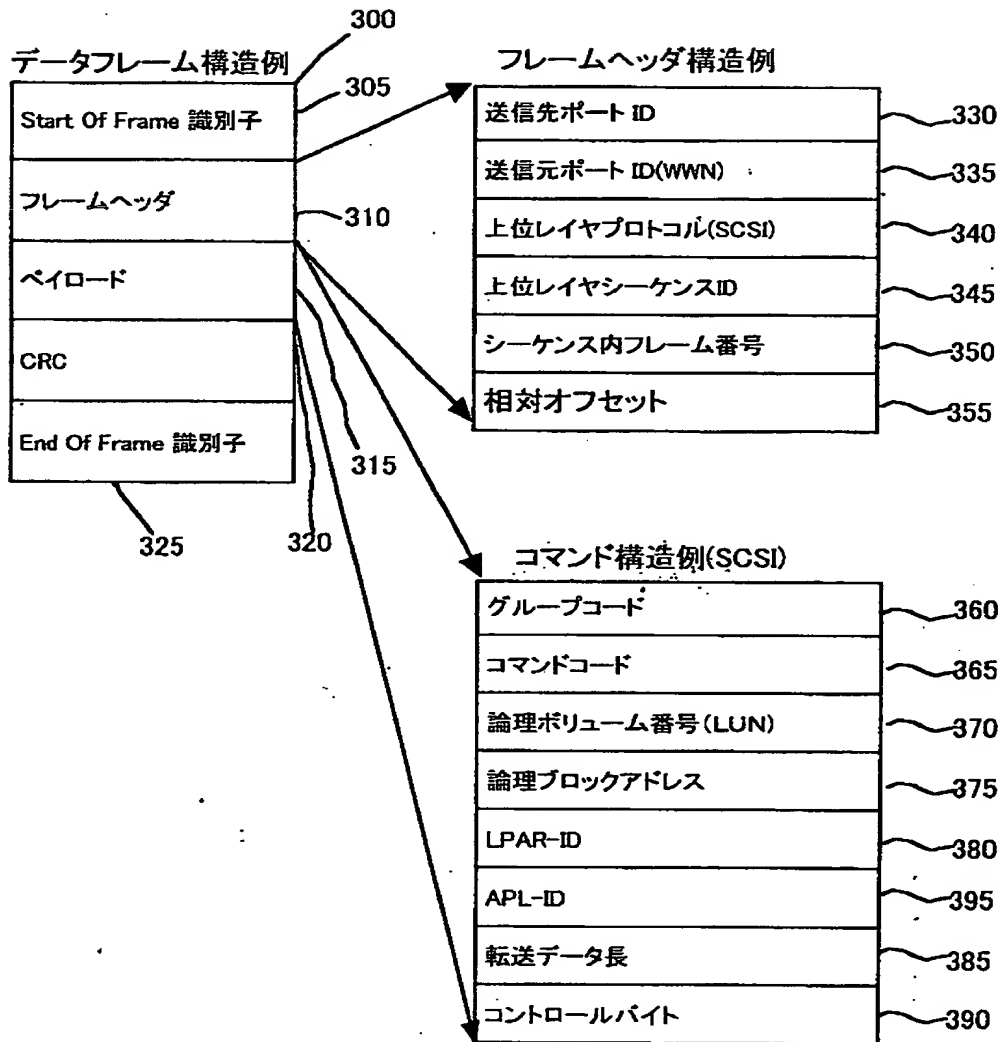 300
データフレーム構造例
305
Start Of Frame 識別子
フレームヘッダ
310
ペイロード
CRC
End Of Frame 識別子
315
320
325
フレームヘッダ構造例
送信先ポート ID
330
送信元ポート ID(WWN)
335
上位レイヤプロトコル(SCSI)
340
上位レイヤシーケンスID
345
シーケンス内フレーム番号
350
相対オフセット
355
コマンド構造例(SCSI)
グループコード
360
コマンドコード
365
論理ボリューム番号(LUN)
370
論理ブロックアドレス
375
LPAR-ID
380
APL-ID
395
転送データ長
385
コントロールバイト
390